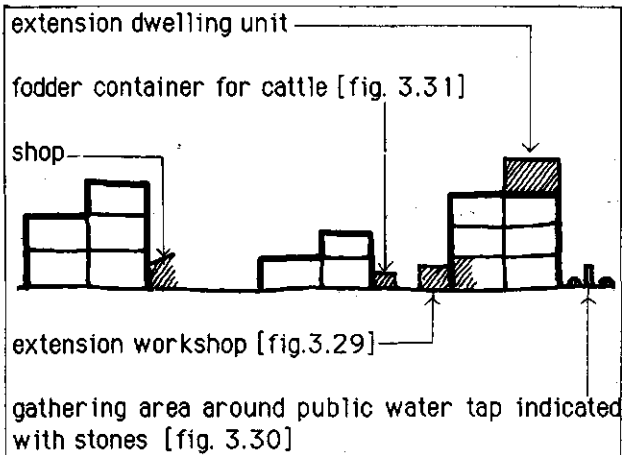 extension dwelling unit
fodder container for cattle [fig. 3.31]
shop
extension workshop [fig.3.29]
gathering area around public water tap indicated
with stones [fig. 3.30]